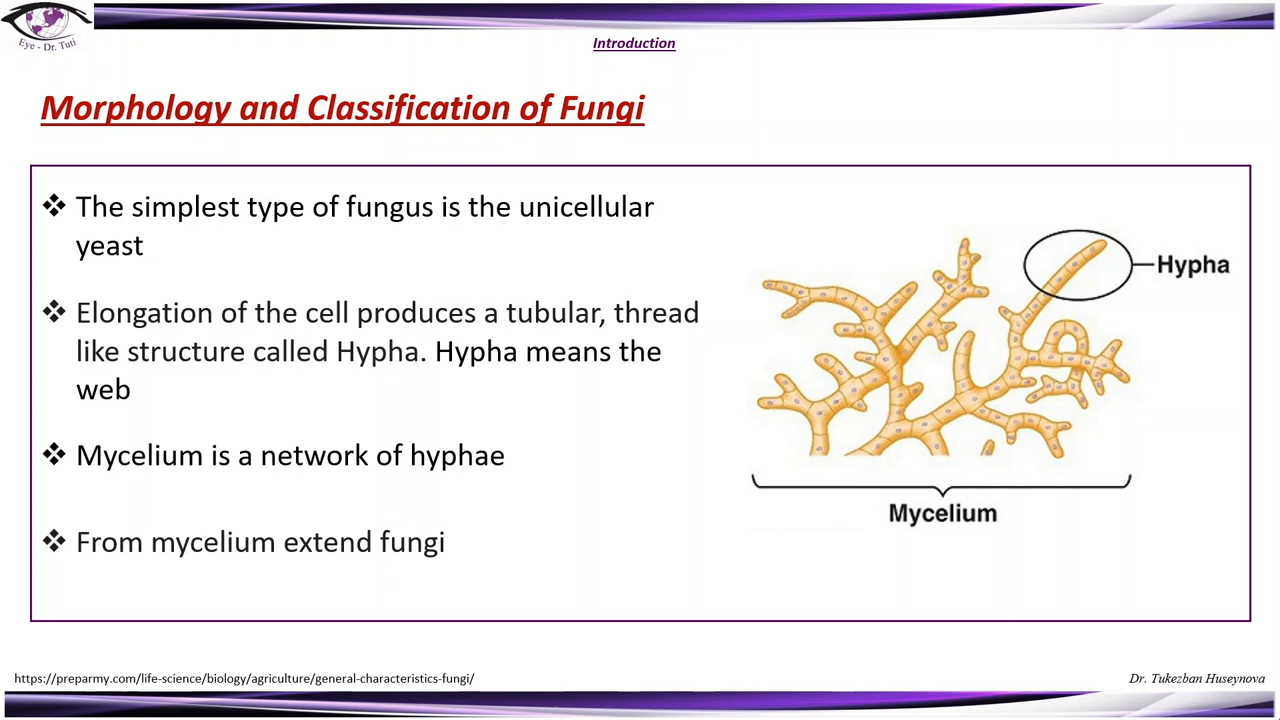 Eye - Dr. Tuti
Introduction
Morphology and Classification of Fungi
❖ The simplest type of fungus is the unicellular
yeast
❖ Elongation of the cell produces a tubular, thread
like structure called Hypha. Hypha means the
web
❖ Mycelium is a network of hyphae
❖ From mycelium extend fungi
Hypha
Mycelium
https://preparmy.com/life-science/biology/agriculture/general-characteristics-fungi/
Dr. Tukezban Huseynova